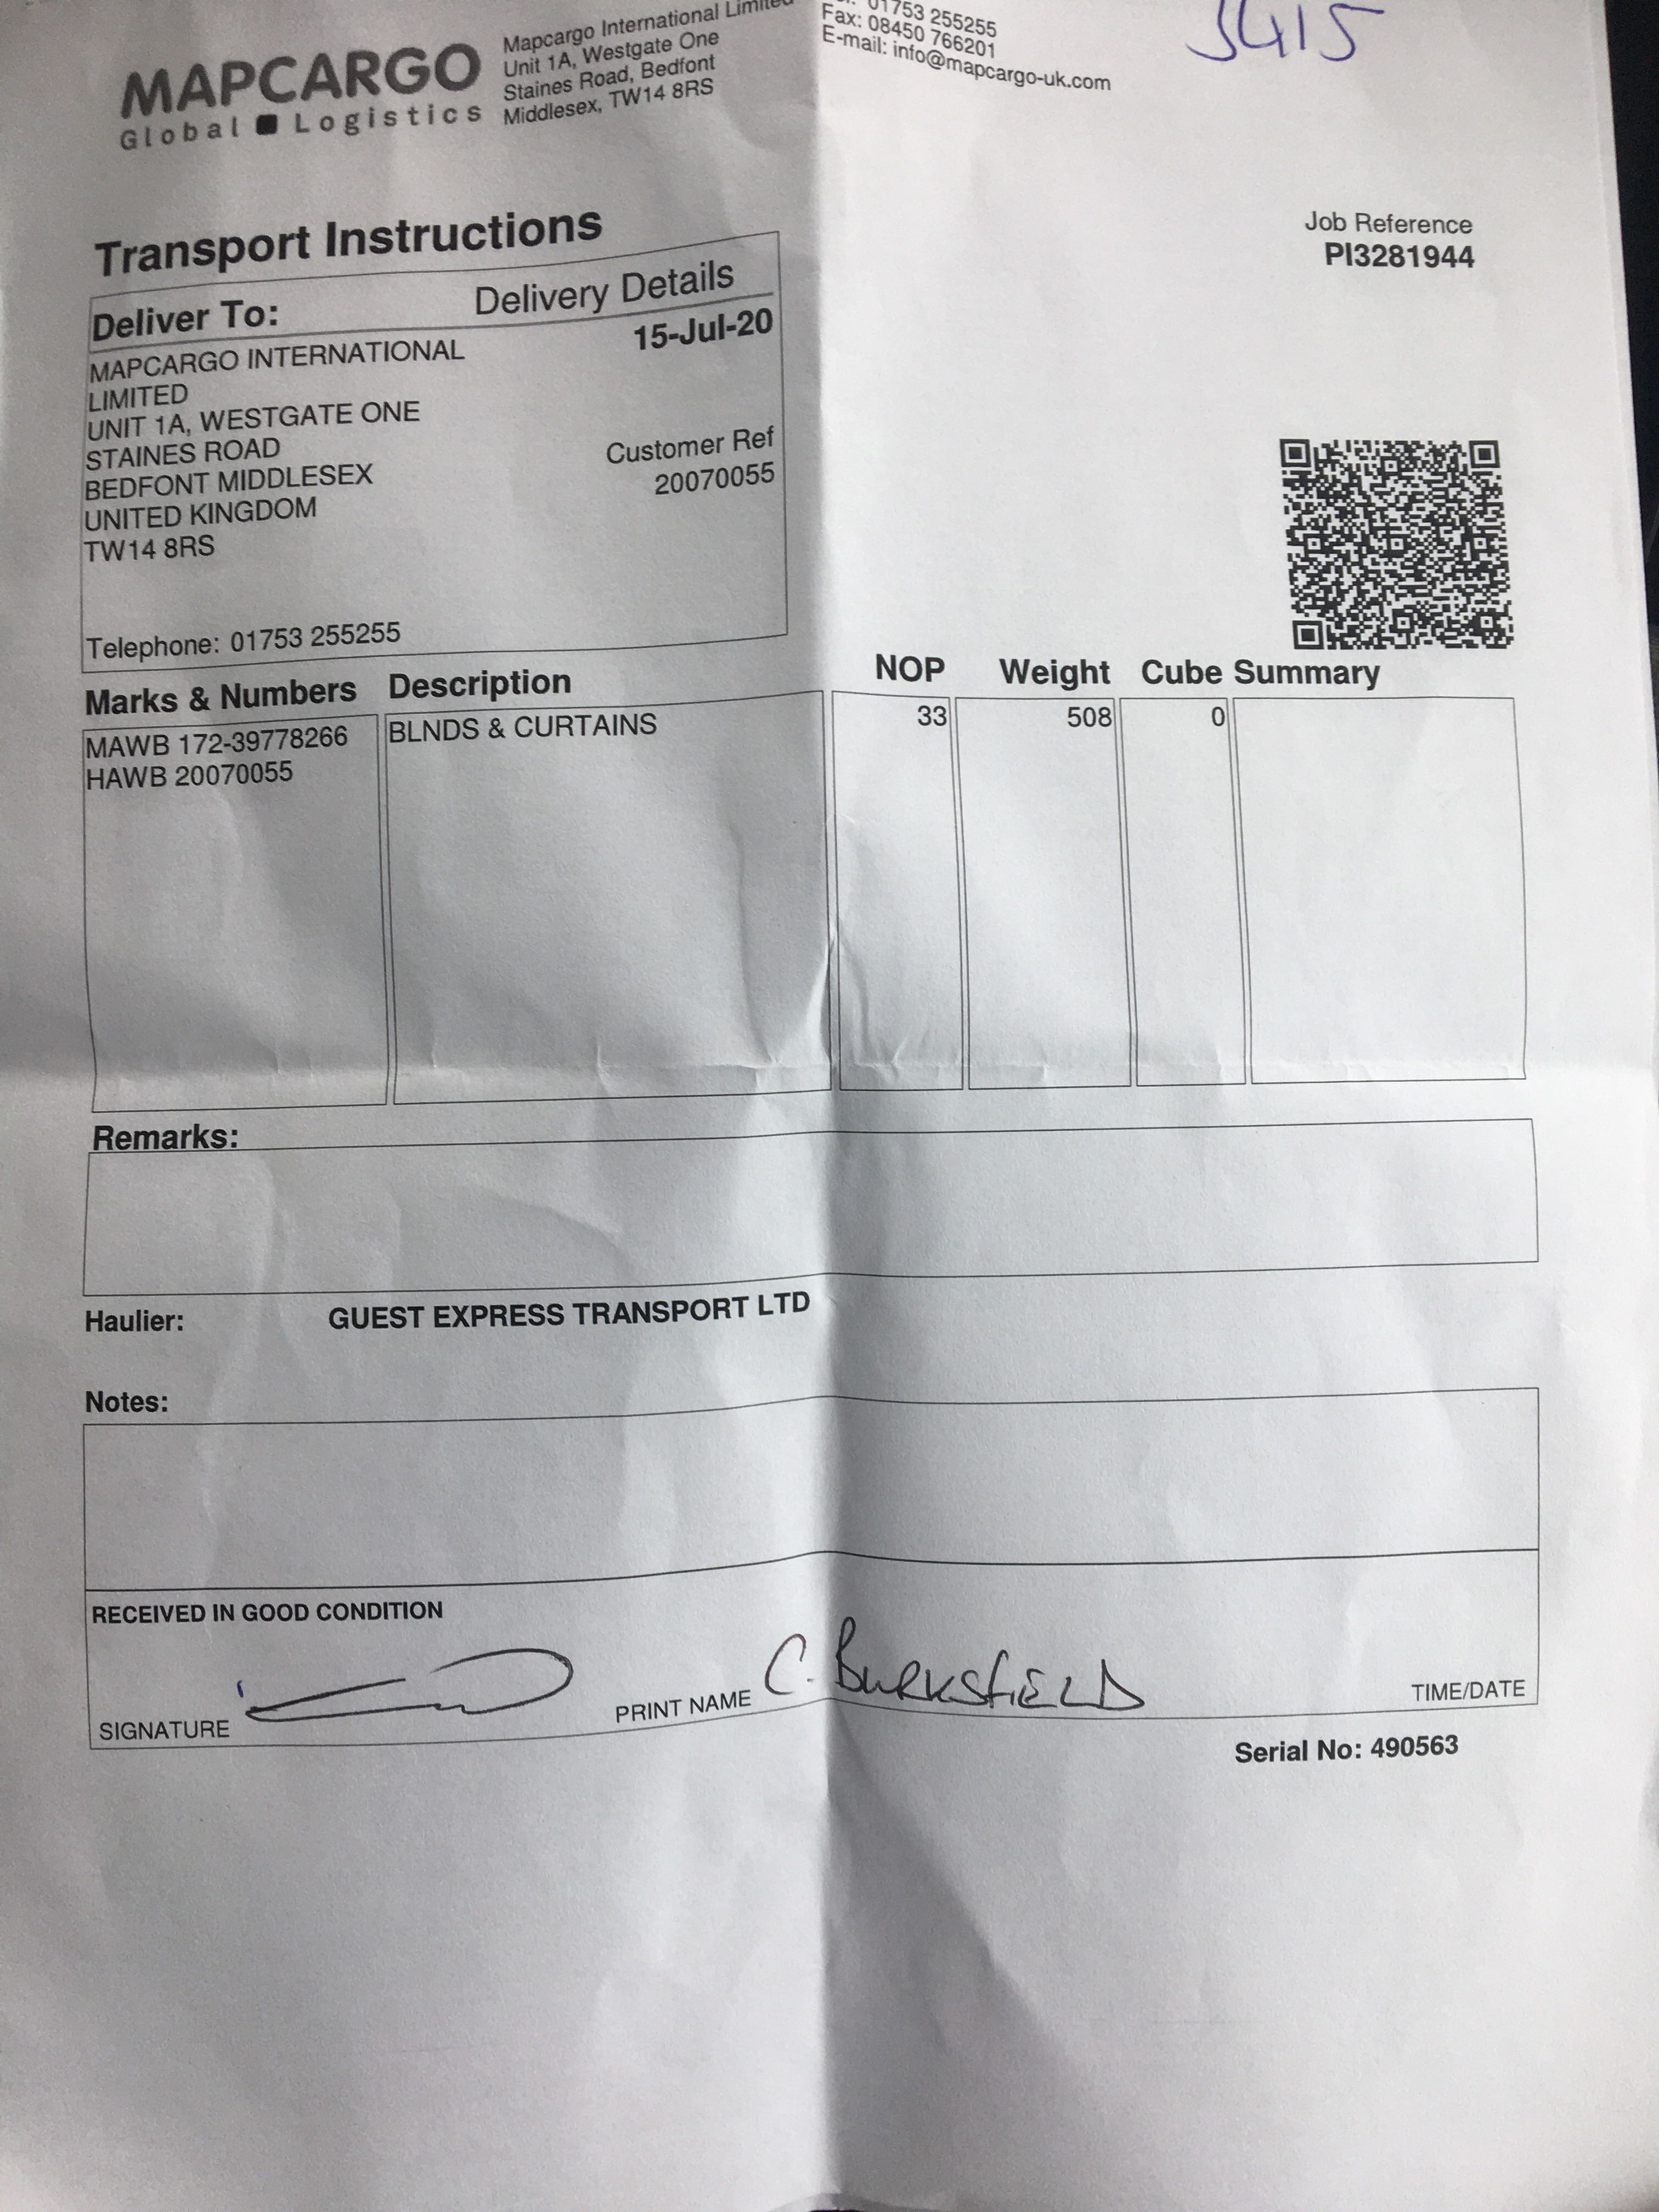 MAPCARGO
Global Logistics
Mapcargo International Limited
Unit 1A, Westgate One
Staines Road, Bedfont
Middlesex, TW14 8RS
01753 255255
Fax: 08450 766201
E-mail: info@mapcargo-uk.com
5415
Transport Instructions
Job Reference
PI3281944
Deliver To: Delivery Details
15-Jul-20
MAPCARGO INTERNATIONAL
LIMITED
UNIT 1A, WESTGATE ONE
STAINES ROAD
BEDFONT MIDDLESEX
UNITED KINGDOM
TW14 8RS
Customer Ref
20070055
Telephone: 01753 255255
Marks & Numbers Description NOP Weight Cube Summary
MAWB 172-39778266 BLNDS & CURTAINS 33 508 0
HAWB 20070055
Remarks:
Haulier: GUEST EXPRESS TRANSPORT LTD
Notes:
RECEIVED IN GOOD CONDITION
SIGNATURE PRINT NAME C. BURKSFIELD TIME/DATE
Serial No: 490563